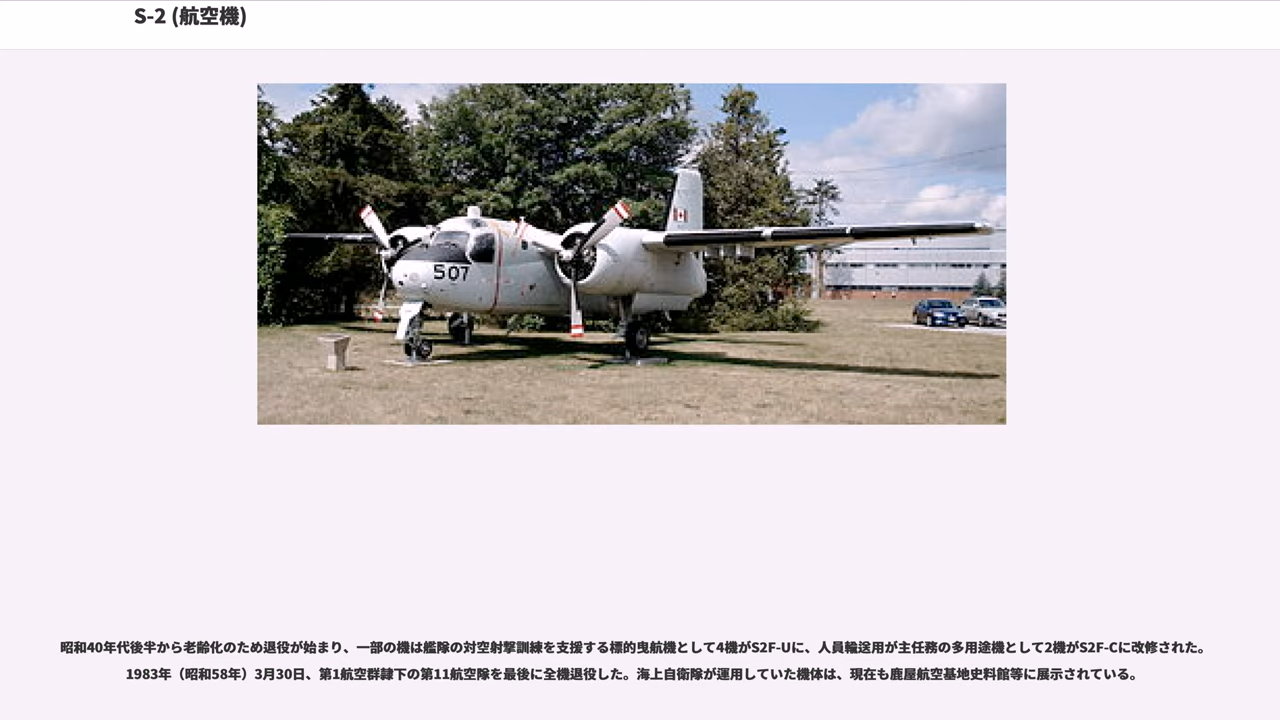 S-2 (航空機)
507
昭和40年代後半から老齢化のため退役が始まり、一部の機は艦隊の対空射撃訓練を支援する標的曳航機として4機がS2F-Uに、人員輸送用が主任務の多用途機として2機がS2F-Cに改修された。
1983年（昭和58年）3月30日、第1航空群隷下の第11航空隊を最後に全機退役した。海上自衛隊が運用していた機体は、現在も鹿屋航空基地史料館等に展示されている。